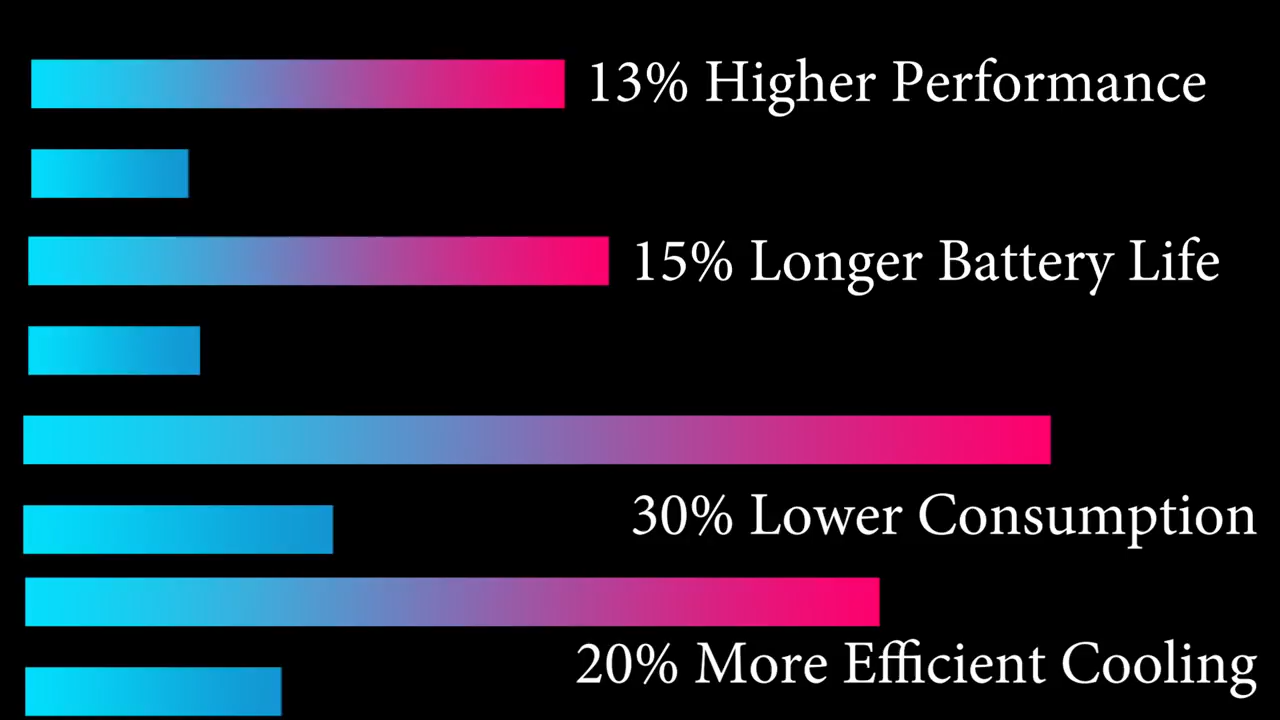 13% Higher Performance
15% Longer Battery Life
30% Lower Consumption
20% More Efficient Cooling